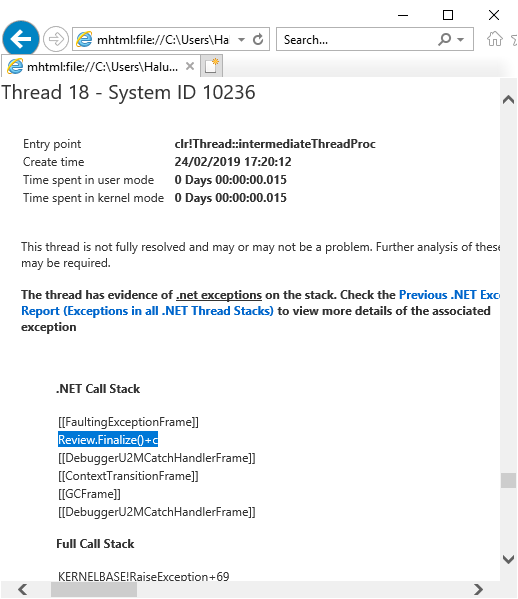 mhtml:file://C:\Users\Ha
Search...
mhtml:file://C:\Users\Halu...
Thread 18 - System ID 10236
Entry point clr!Thread::intermediateThreadProc
Create time 24/02/2019 17:20:12
Time spent in user mode 0 Days 00:00:00.015
Time spent in kernel mode 0 Days 00:00:00.015
This thread is not fully resolved and may or may not be a problem. Further analysis of these
may be required.
The thread has evidence of .net exceptions on the stack. Check the Previous .NET Exc
Report (Exceptions in all .NET Thread Stacks) to view more details of the associated
exception
.NET Call Stack
[[FaultingExceptionFrame]]
Review.Finalize()+c
[[DebuggerU2MCatchHandlerFrame]]
[[ContextTransitionFrame]]
[[GCFrame]]
[[DebuggerU2MCatchHandlerFrame]]
Full Call Stack
KERNELBASE!RaiseException+69